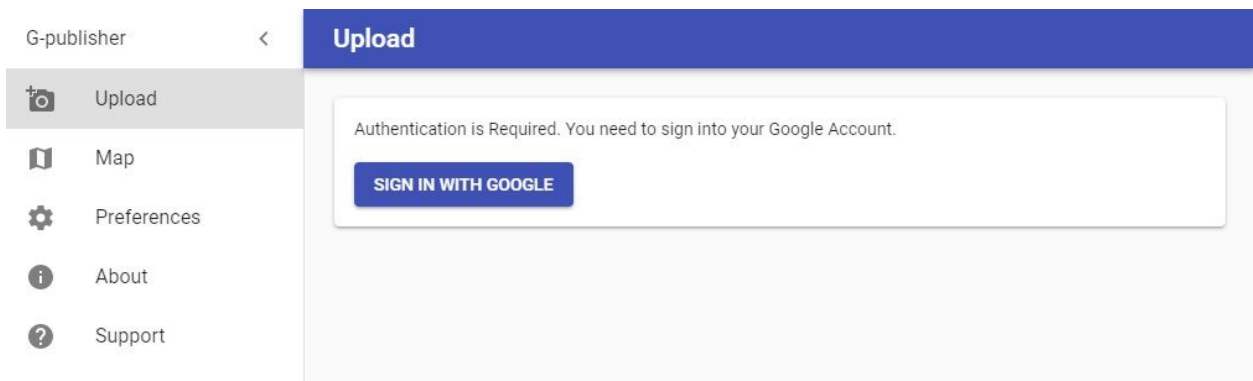 G-publisher
Upload
Map
Preferences
About
Support
Upload
Authentication is Required. You need to sign into your Google Account.
SIGN IN WITH GOOGLE